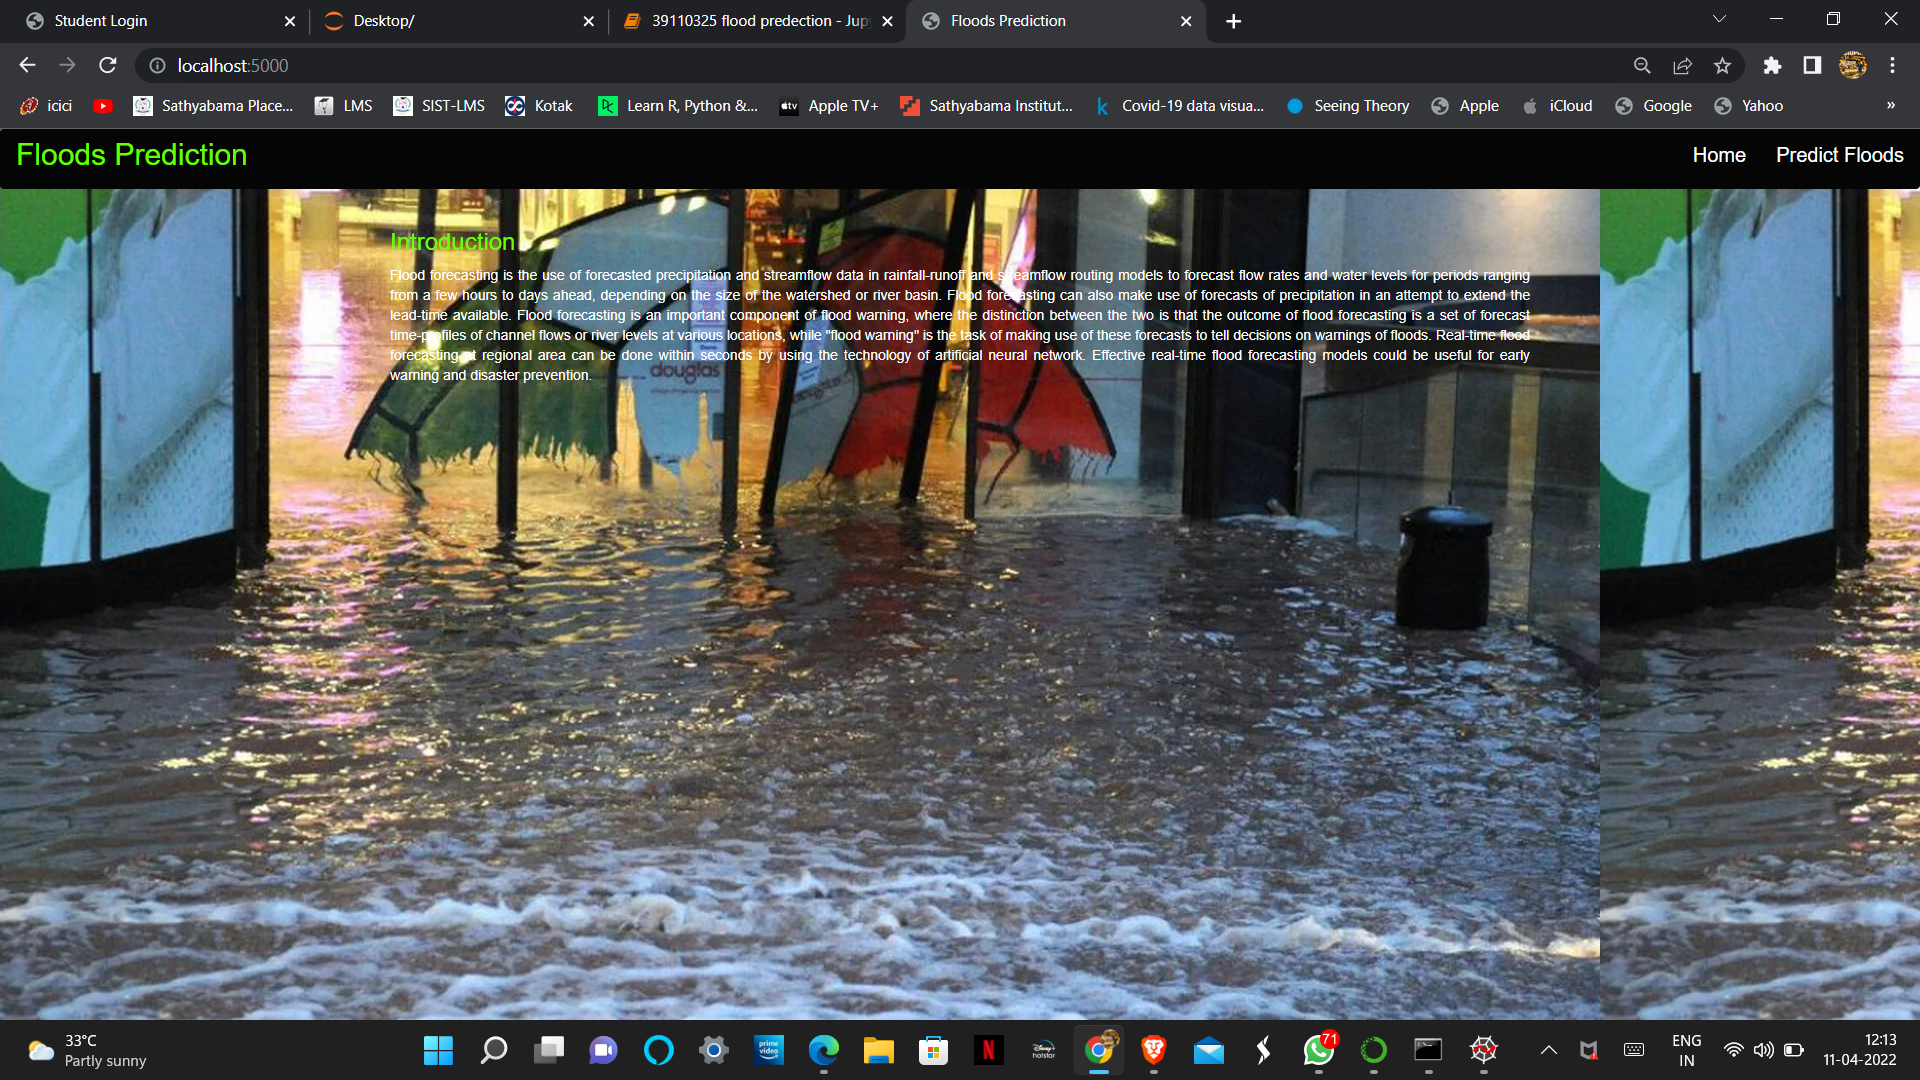 Student Login
Desktop/
39110325 flood predection - Jup
Floods Prediction
localhost:5000
icici
Sathyabama Place...
LMS
SIST-LMS
Kotak
Learn R, Python &...
Apple TV+
Sathyabama Institut...
Covid-19 data visua...
Seeing Theory
Apple
iCloud
Google
Yahoo
»
Floods Prediction
Home
Predict Floods
Introduction
Flood forecasting is the use of forecasted precipitation and streamflow data in rainfall-runoff and streamflow routing models to forecast flow rates and water levels for periods ranging
from a few hours to days ahead, depending on the size of the watershed or river basin. Flood forecasting can also make use of forecasts of precipitation in an attempt to extend the
lead-time available. Flood forecasting is an important component of flood warning, where the distinction between the two is that the outcome of flood forecasting is a set of forecast
time-profiles of channel flows or river levels at various locations, while "flood warning" is the task of making use of these forecasts to tell decisions on warnings of floods. Real-time flood
forecasting at regional area can be done within seconds by using the technology of artificial neural network. Effective real-time flood forecasting models could be useful for early
warning and disaster prevention.
douglas
33°C
Partly sunny
prime video
N
Disney+ hotstar
71
ENG
IN
12:13
11-04-2022